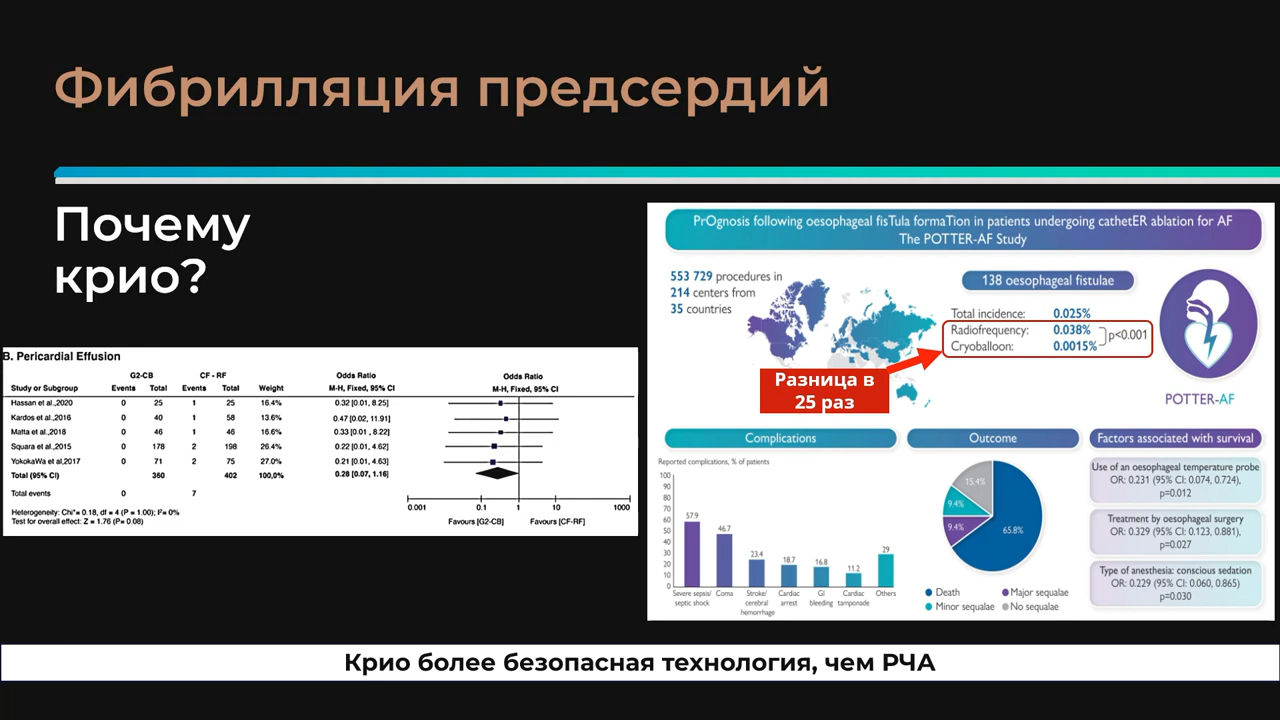 Фибрилляция предсердий
Почему
крио?
B. Pericardial Effusion
G2-CB CF - RF Odds Ratio Odds Ratio
Study or Subgroup Events Total Events Total Weight M-H, Fixed, 95% CI M-H, Fixed, 95% CI
Hassan et.,2020 0 25 1 25 16.4% 0.32 [0.01, 8.25]
Kardos et.,2016 0 40 1 58 13.6% 0.47 [0.02, 11.91]
Matta et al.,2018 0 46 1 46 16.6% 0.33 [0.01 , 8.22]
Squara et al.,2015 0 178 2 198 26.4% 0.22 [0.01, 4.62]
YokokaWa et.,2017 0 71 2 75 27.0% 0.21 [0.01, 4.63]
Total (95% CI) 360 402 100,0% 0.28 [0.07, 1.16]
Total events 0 7
Heterogeneity: Chi²= 0.18, df = 4 (P = 1.00); I²= 0%
Test for overall effect: Z = 1.76 (P= 0.08)
0.001 0.1 1 10 1000
Favours [G2-CB] Favours [CF-RF]
PrOgnosis following oesophageal fisTula formaTion in patients undergoing cathetER ablation for AF
The POTTER-AF Study
553 729 procedures in
214 centers from
35 countries
138 oesophageal fistulae
Total incidence: 0.025%
Radiofrequency: 0.038%
Cryoballoon: 0.0015%
p<0.001
Разница в
25 раз
POTTER-AF
Complications
Reported complications, % of patients
100
90
80
70
60
50
40
30
20
10
0
57.9 46.7 23.4 18.7 16.8 11.2 29
Severe sepsis/ septic shock
Coma
Stroke/ cerebral hemorrhage
Cardiac arrest
GI bleeding
Cardiac tamponade
Others
Outcome
15.4%
9.4%
9.4%
65.8%
Death Major sequalae
Minor sequalae No sequalae
Factors associated with survival
Use of an oesophageal temperature probe
OR: 0.231 (95% CI: 0.074, 0.724),
p=0.012
Treatment by oesophageal surgery
OR: 0.329 (95% CI: 0.123, 0.881),
p=0.027
Type of anesthesia: conscious sedation
OR: 0.229 (95% CI: 0.060, 0.865)
p=0.030
Крио более безопасная технология, чем РЧА